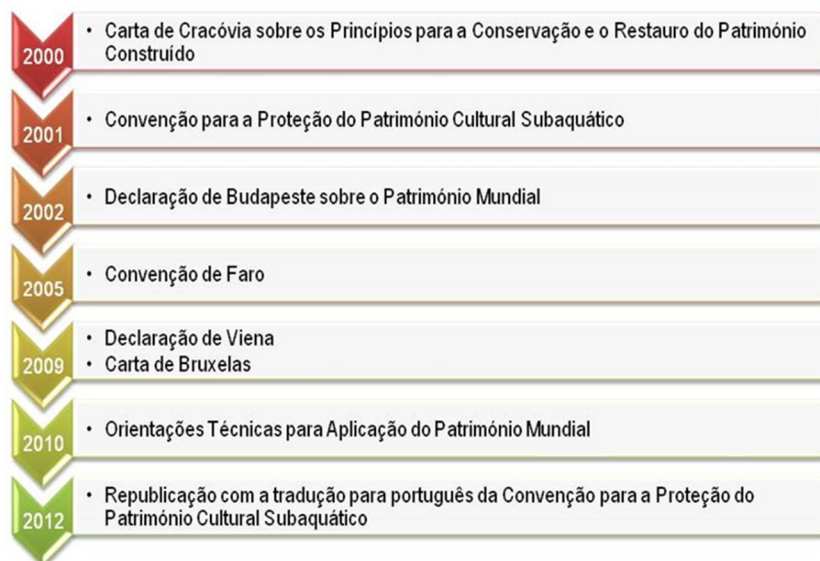 2000
• Carta de Cracóvia sobre os Princípios para a Conservação e o Restauro do Património
Construído
2001
• Convenção para a Proteção do Património Cultural Subaquático
2002
• Declaração de Budapeste sobre o Património Mundial
2005
• Convenção de Faro
2009
• Declaração de Viena
• Carta de Bruxelas
2010
• Orientações Técnicas para Aplicação do Património Mundial
2012
• Republicação com a tradução para português da Convenção para a Proteção do
Património Cultural Subaquático